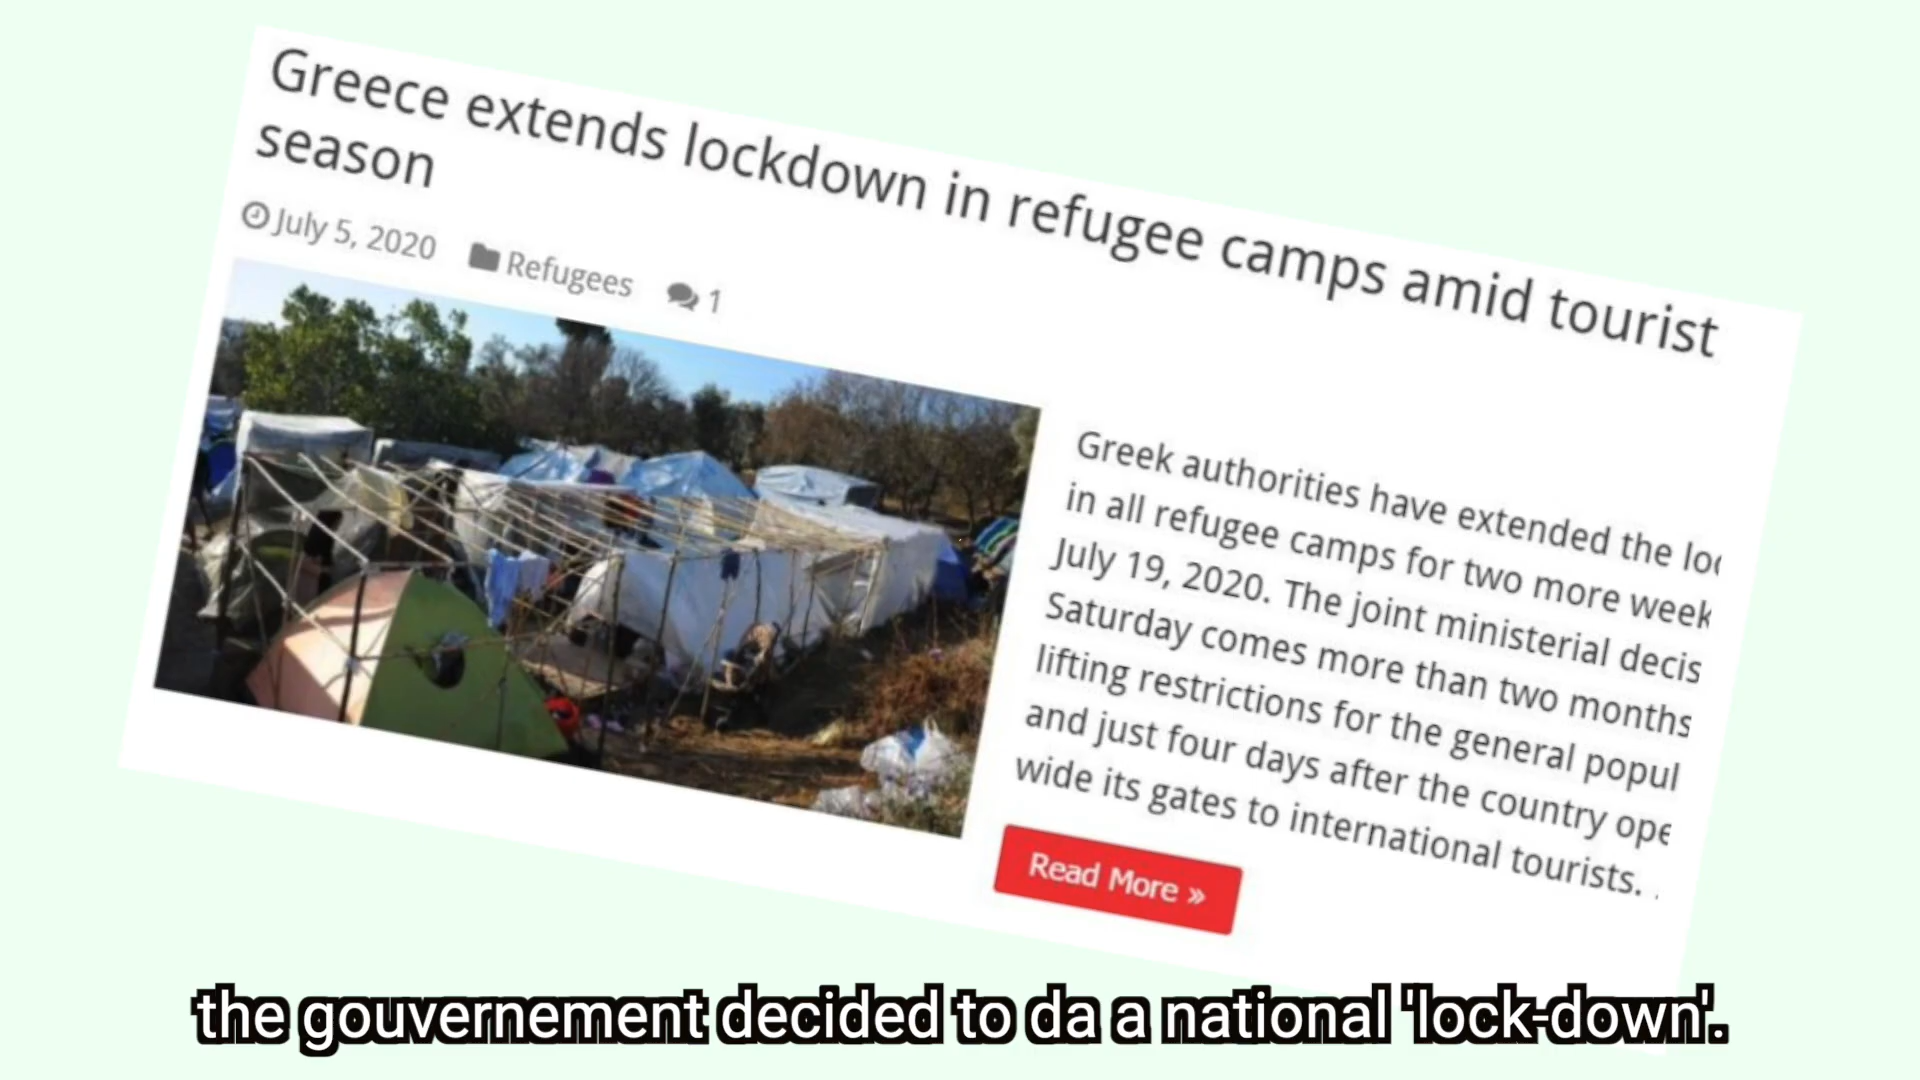 Greece extends lockdown in refugee camps amid tourist
season
July 5, 2020 Refugees 1
Greek authorities have extended the
in all refugee camps for two more week
July 19, 2020. The joint ministerial decis
Saturday comes more than two months
lifting restrictions for the general popul
and just four days after the country ope
wide its gates to international tourists.
Read More »
the gouvernement decided to da a national 'lock-down'.